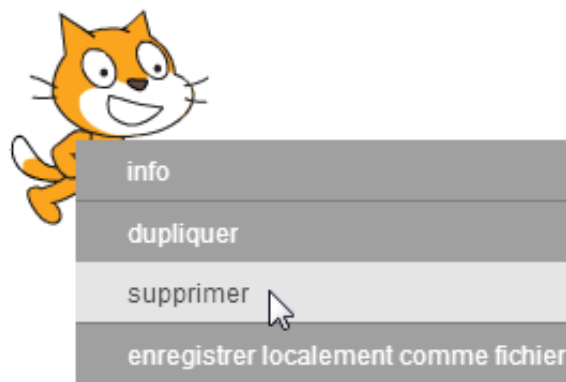 info
dupliquer
supprimer
enregistrer localement comme fichier